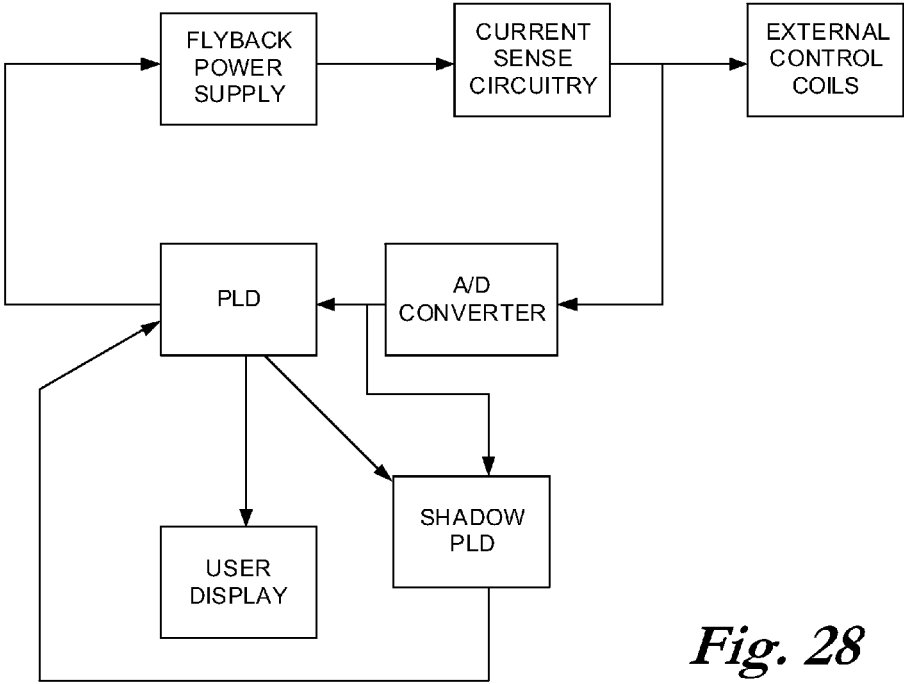 FLYBACK
POWER
SUPPLY
CURRENT
SENSE
CIRCUITRY
EXTERNAL
CONTROL
COILS
PLD
A/D
CONVERTER
SHADOW
PLD
USER
DISPLAY
Fig. 28